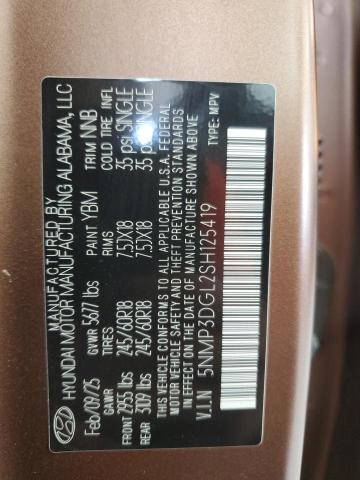 MANUFACTURED BY
HYUNDAI MOTOR MANUFACTURING ALABAMA, LLC
Feb/09/25 GVWR 5677 lbs PAINT YBM TRIM NNB
GAWR TIRES RIMS COLD TIRE INFL
FRONT 2955 lbs 245/60R18 7.5JX18 35 psi SINGLE
REAR 3091 lbs 245/60R18 7.5JX18 35 psi SINGLE
THIS VEHICLE CONFORMS TO ALL APPLICABLE U.S.A. FEDERAL
MOTOR VEHICLE SAFETY AND THEFT PREVENTION STANDARDS
IN EFFECT ON THE DATE OF MANUFACTURE SHOWN ABOVE
V.I.N 5NMP3DGL2SH125419 TYPE: MPV